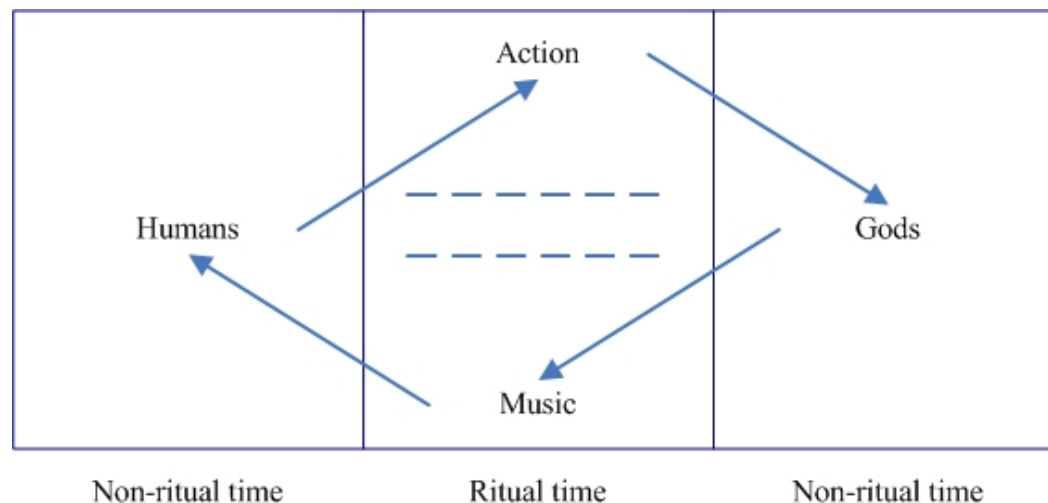 Action
Humans
Gods
Music
Non-ritual time
Ritual time
Non-ritual time